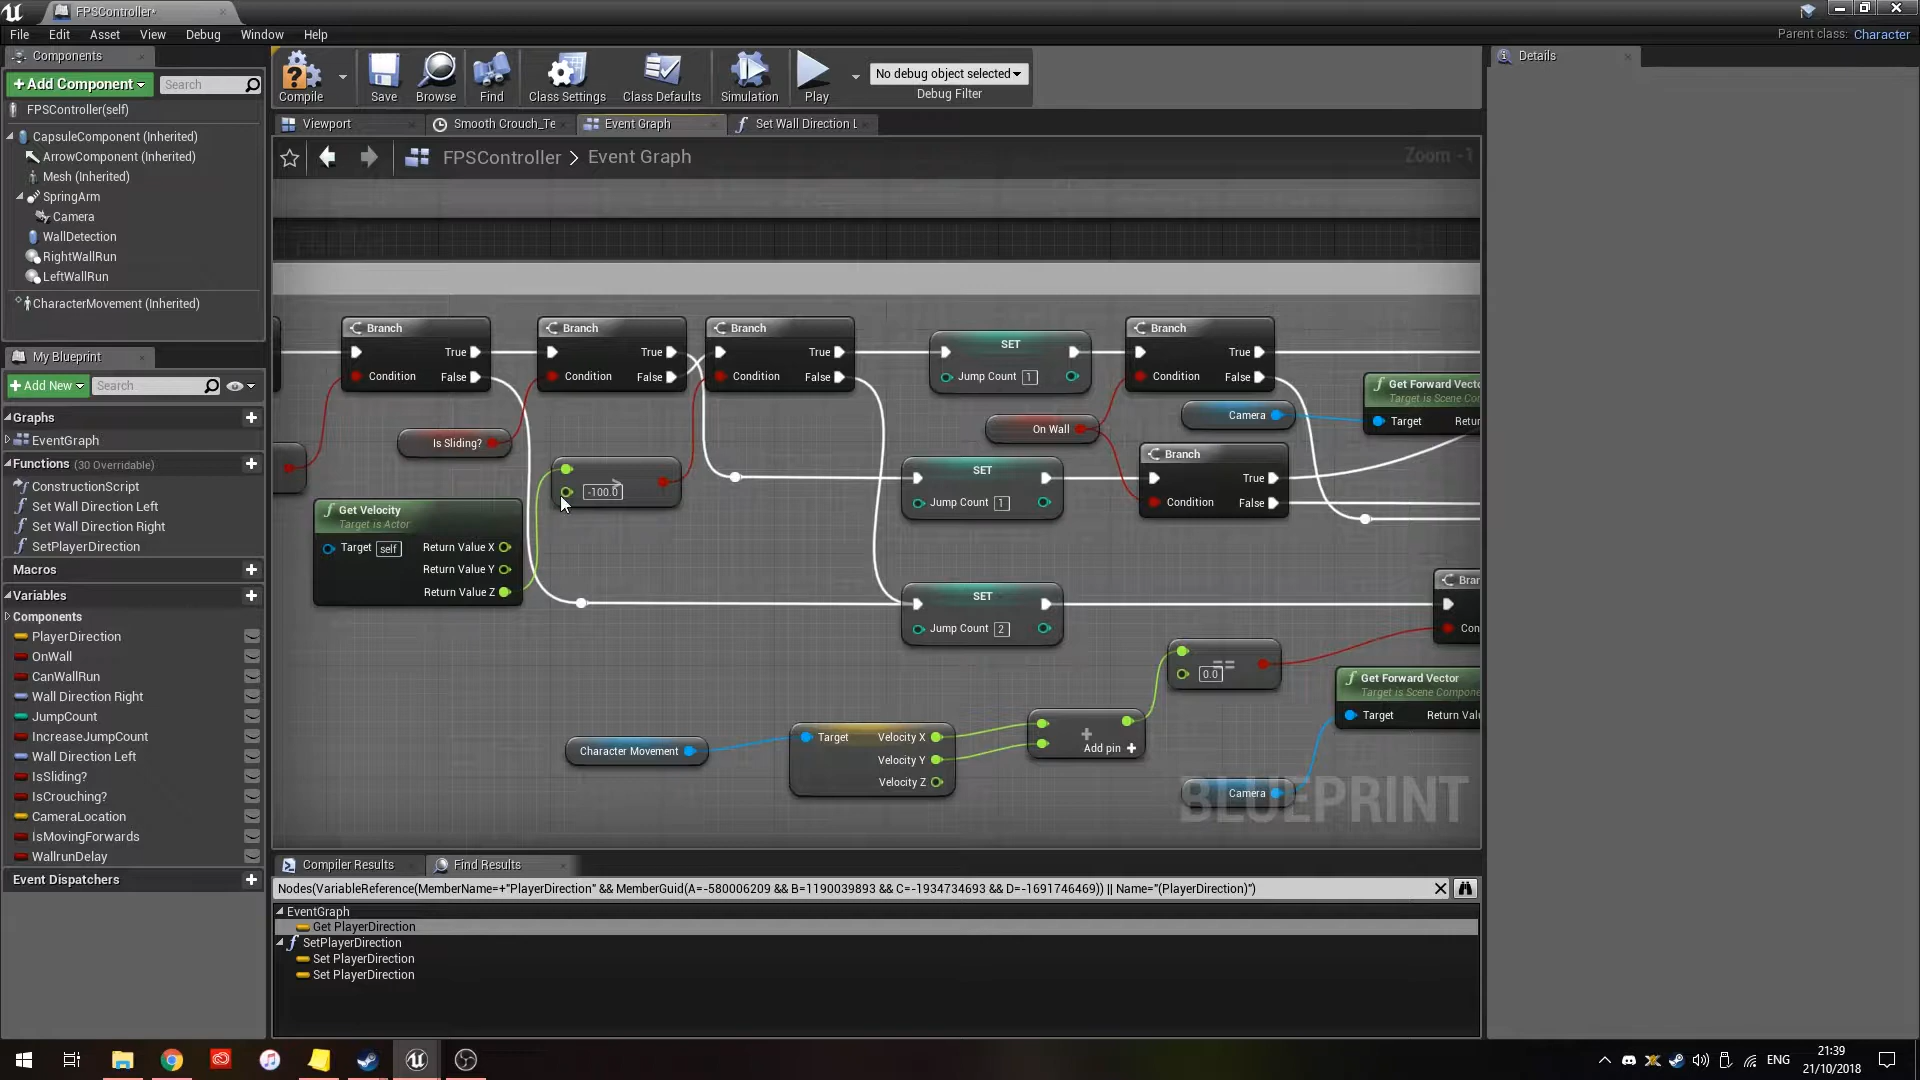 FPSController*
File Edit Asset View Debug Window Help
Parent class: Character
Components
+Add Component Search
FPSController(self)
CapsuleComponent (Inherited)
ArrowComponent (Inherited)
Mesh (Inherited)
SpringArm
Camera
WallDetection
RightWallRun
LeftWallRun
CharacterMovement (Inherited)
My Blueprint
+Add New Search
Graphs
EventGraph
Functions (30 Overridable)
ConstructionScript
Set Wall Direction Left
Set Wall Direction Right
SetPlayerDirection
Macros
Variables
Components
PlayerDirection
OnWall
CanWallRun
Wall Direction Right
JumpCount
IncreaseJumpCount
Wall Direction Left
IsSliding?
IsCrouching?
CameraLocation
IsMovingForwards
WallrunDelay
Event Dispatchers
Compile Save Browse Find Class Settings Class Defaults Simulation Play
No debug object selected
Debug Filter
Viewport Smooth Crouch_Te Event Graph Set Wall Direction L
FPSController > Event Graph
Zoom -1
Branch
True
Condition False
Branch
True
Condition False
Branch
True
Condition False
SET
Jump Count 1
Branch
True
Condition False
Is Sliding?
-100.0
>
Get Velocity
Target is Actor
Target self Return Value X
Return Value Y
Return Value Z
On Wall
Camera
Get Forward Vecto
Target is Scene Com
Target Retur
SET
Jump Count 1
Branch
True
Condition False
SET
Jump Count 2
Bran
Con
==
0.0
Get Forward Vector
Target is Scene Compone
Target Return Valu
Character Movement
Target Velocity X
Velocity Y
Velocity Z
+
Add pin +
Camera
BLUEPRINT
Compiler Results Find Results
Nodes(VariableReference(MemberName=+"PlayerDirection" && MemberGuid(A=-580006209 && B=1190039893 && C=-1934734693 && D=-1691746469)) || Name="(PlayerDirection)")
EventGraph
Get PlayerDirection
SetPlayerDirection
Set PlayerDirection
Set PlayerDirection
Details
ENG
21:39
21/10/2018